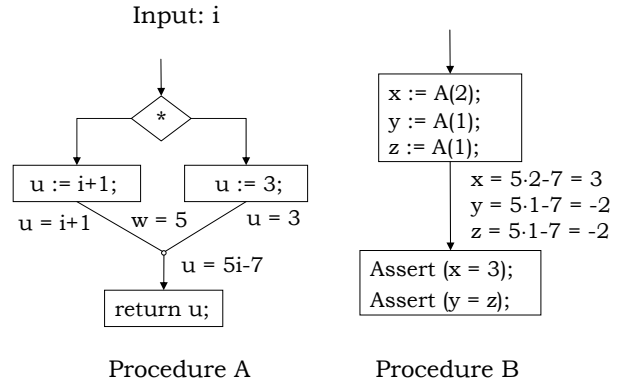 Input: i
*
u := i+1;
u := 3;
u = i+1
w = 5
u = 3
u = 5i-7
return u;
Procedure A
x := A(2);
y := A(1);
z := A(1);
x = 5·2-7 = 3
y = 5·1-7 = -2
z = 5·1-7 = -2
Assert (x = 3);
Assert (y = z);
Procedure B